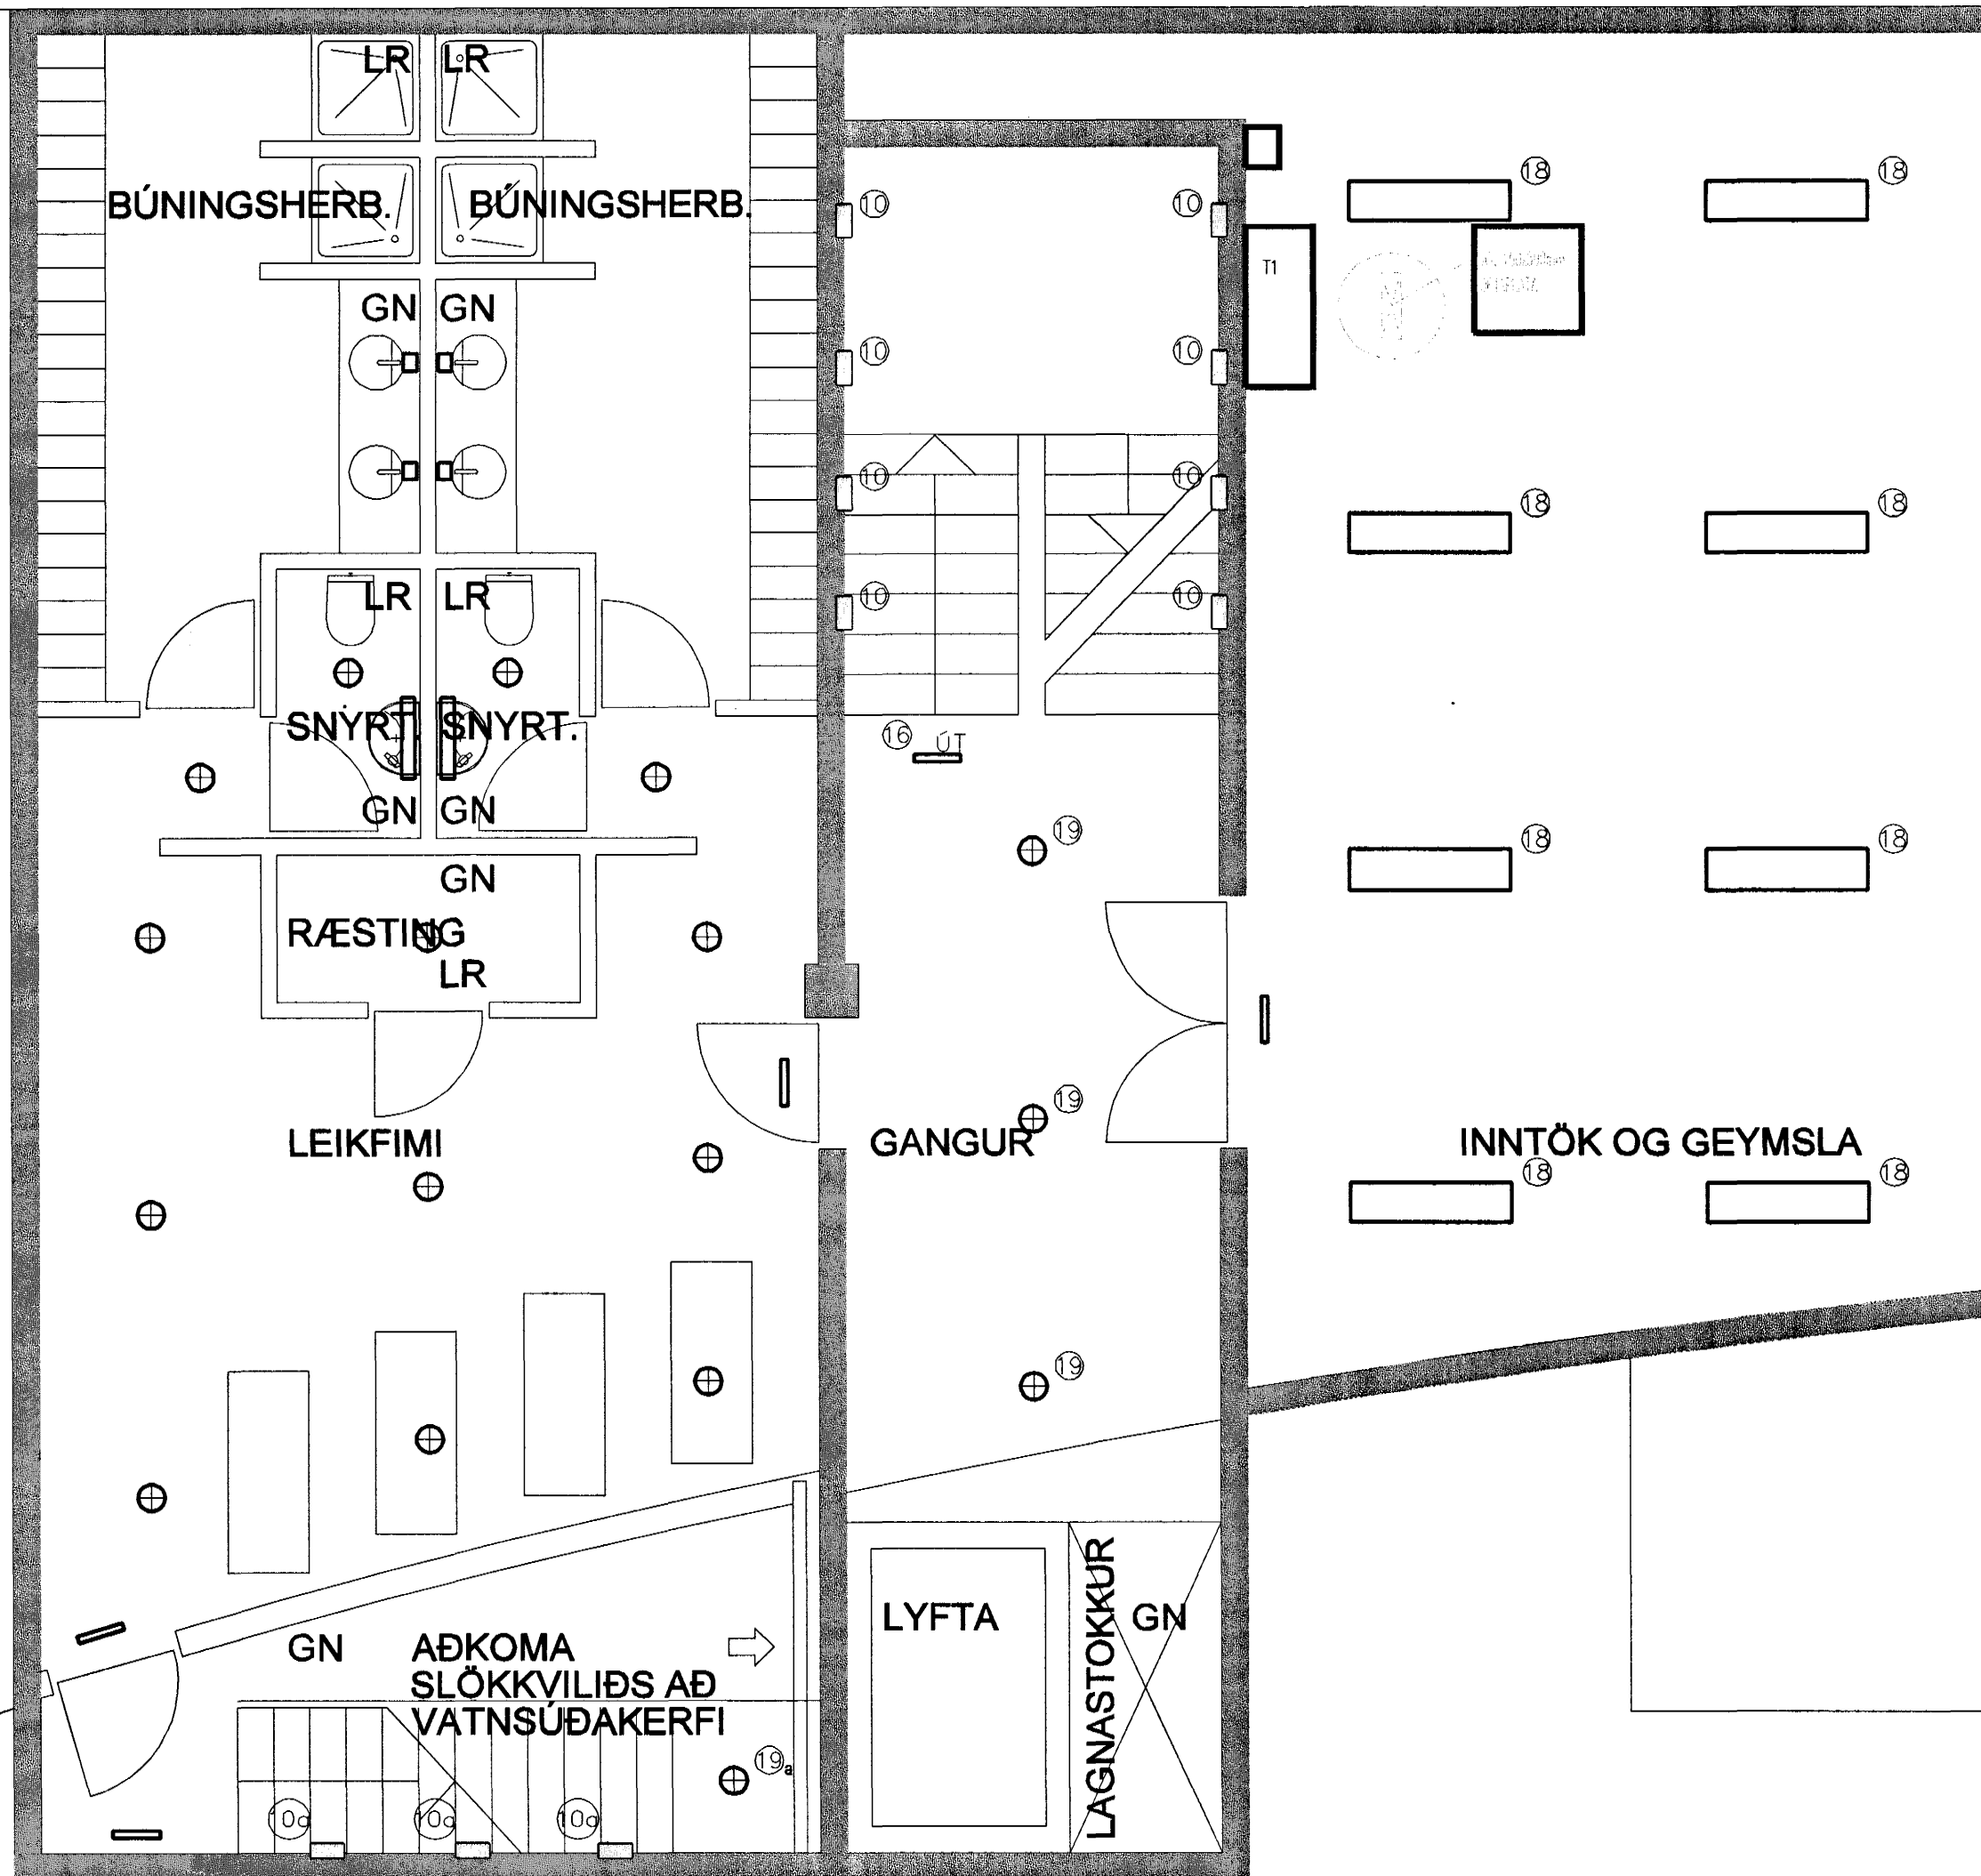 LR LR
BÚNINGSHERB. BÚNINGSHERB.
10 10
18 18
T1
GN GN
10 10
10 10
18 18
LR LR
10 10
SNYRT. SNYRT.
16 ÚT
GN GN
19
18 18
GN
RÆSTING
LR
19
LEIKFIMI
GANGUR
INNTÖK OG GEYMSLA
18 18
19
LYFTA
LAGNASTOKKUR
GN
GN
AÐKOMA
SLÖKKVILIÐS AÐ
VATNSÚÐAKERFI
19a
10a 10a 10a